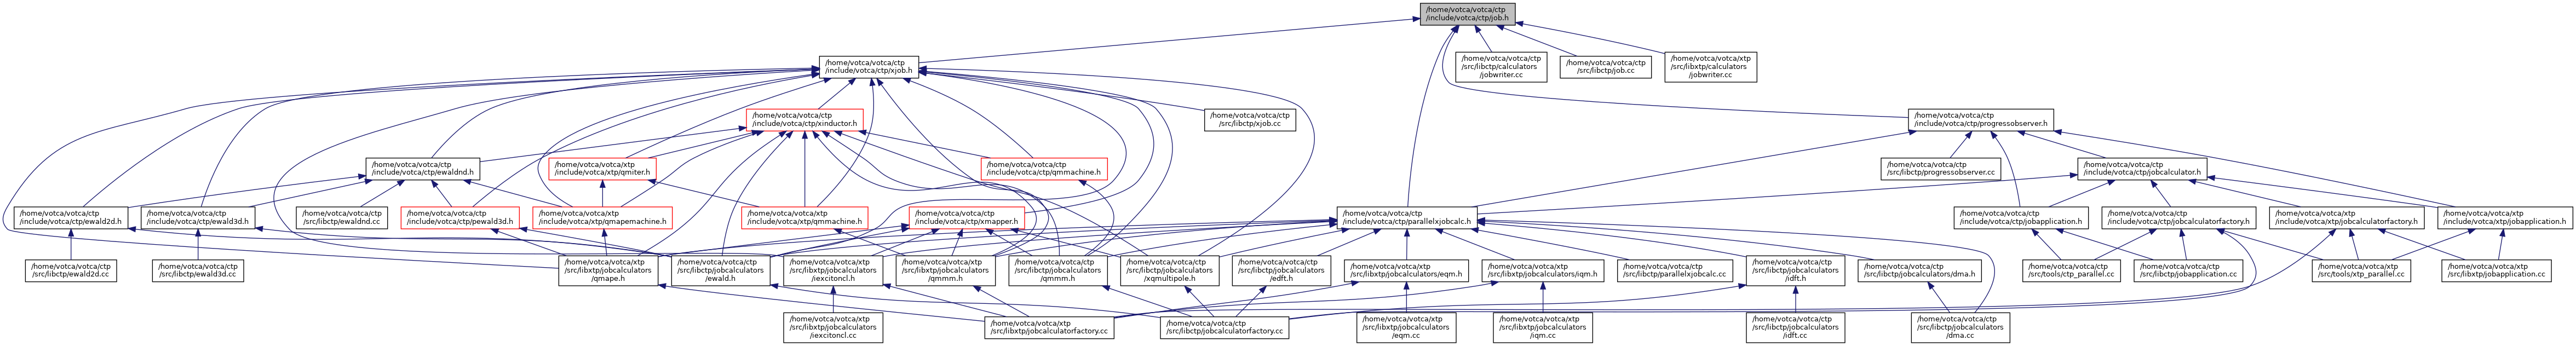 /home/votca/votca/ctp
/include/votca/ctp/job.h
/home/votca/votca/ctp
/include/votca/ctp/xjob.h
/home/votca/votca/ctp
/src/libctp/calculators
/jobwriter.cc
/home/votca/votca/ctp
/src/libctp/job.cc
/home/votca/votca/xtp
/src/libxtp/calculators
/jobwriter.cc
/home/votca/votca/ctp
/include/votca/ctp/xinductor.h
/home/votca/votca/ctp
/src/libctp/xjob.cc
/home/votca/votca/ctp
/include/votca/ctp/progressobserver.h
/home/votca/votca/ctp
/include/votca/ctp/ewaldnd.h
/home/votca/votca/xtp
/include/votca/xtp/qmiter.h
/home/votca/votca/ctp
/include/votca/ctp/qmmachine.h
/home/votca/votca/ctp
/src/libctp/progressobserver.cc
/home/votca/votca/ctp
/include/votca/ctp/jobcalculator.h
/home/votca/votca/ctp
/include/votca/ctp/ewald2d.h
/home/votca/votca/ctp
/include/votca/ctp/ewald3d.h
/home/votca/votca/ctp
/src/libctp/ewaldnd.cc
/home/votca/votca/ctp
/include/votca/ctp/pewald3d.h
/home/votca/votca/xtp
/include/votca/xtp/qmapemachine.h
/home/votca/votca/xtp
/include/votca/xtp/qmmachine.h
/home/votca/votca/ctp
/include/votca/ctp/xmapper.h
/home/votca/votca/ctp
/include/votca/ctp/parallelxjobcalc.h
/home/votca/votca/ctp
/include/votca/ctp/jobapplication.h
/home/votca/votca/ctp
/include/votca/ctp/jobcalculatorfactory.h
/home/votca/votca/xtp
/include/votca/xtp/jobcalculatorfactory.h
/home/votca/votca/xtp
/include/votca/xtp/jobapplication.h
/home/votca/votca/ctp
/src/libctp/ewald2d.cc
/home/votca/votca/ctp
/src/libctp/ewald3d.cc
/home/votca/votca/xtp
/src/libxtp/jobcalculators
/qmape.h
/home/votca/votca/ctp
/src/libctp/jobcalculators
/ewald.h
/home/votca/votca/xtp
/src/libxtp/jobcalculators
/iexcitoncl.h
/home/votca/votca/xtp
/src/libxtp/jobcalculators
/qmmm.h
/home/votca/votca/ctp
/src/libctp/jobcalculators
/qmmm.h
/home/votca/votca/ctp
/src/libctp/jobcalculators
/xqmultipole.h
/home/votca/votca/ctp
/src/libctp/jobcalculators
/edft.h
/home/votca/votca/xtp
/src/libxtp/jobcalculators/eqm.h
/home/votca/votca/xtp
/src/libxtp/jobcalculators/iqm.h
/home/votca/votca/ctp
/src/libctp/parallelxjobcalc.cc
/home/votca/votca/ctp
/src/libctp/jobcalculators
/idft.h
/home/votca/votca/ctp
/src/libctp/jobcalculators/dma.h
/home/votca/votca/ctp
/src/tools/ctp_parallel.cc
/home/votca/votca/ctp
/src/libctp/jobapplication.cc
/home/votca/votca/xtp
/src/tools/xtp_parallel.cc
/home/votca/votca/xtp
/src/libxtp/jobapplication.cc
/home/votca/votca/xtp
/src/libxtp/jobcalculators
/iexcitoncl.cc
/home/votca/votca/xtp
/src/libxtp/jobcalculatorfactory.cc
/home/votca/votca/ctp
/src/libctp/jobcalculatorfactory.cc
/home/votca/votca/xtp
/src/libxtp/jobcalculators
/eqm.cc
/home/votca/votca/xtp
/src/libxtp/jobcalculators
/iqm.cc
/home/votca/votca/ctp
/src/libctp/jobcalculators
/idft.cc
/home/votca/votca/ctp
/src/libctp/jobcalculators
/dma.cc